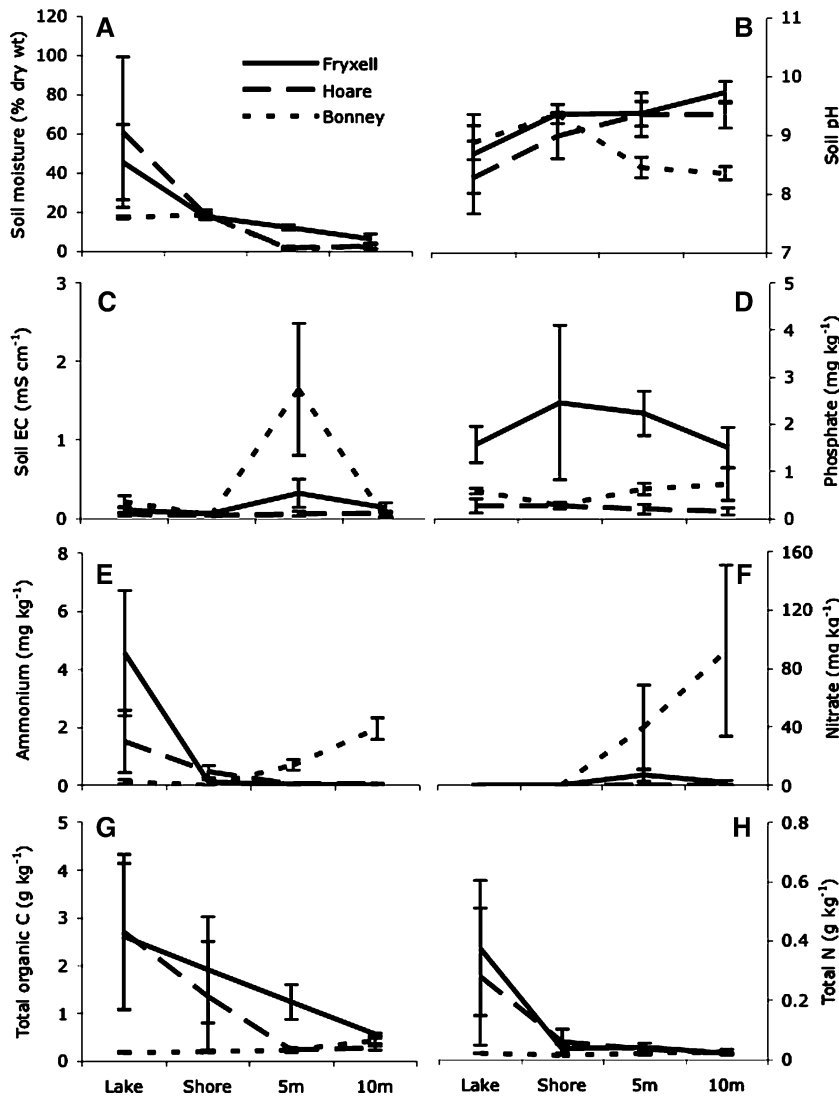 A
Soil moisture (% dry wt)
120
100
80
60
40
20
0
Fryxell
Hoare
Bonney
B
Soil pH
11
10
9
8
7
C
Soil EC (mS cm⁻¹)
3
2
1
0
D
Phosphate (mg kg⁻¹)
5
4
3
2
1
0
E
Ammonium (mg kg⁻¹)
8
6
4
2
0
F
Nitrate (mg kg⁻¹)
160
120
80
40
0
G
Total organic C (g kg⁻¹)
5
4
3
2
1
0
H
Total N (g kg⁻¹)
0.8
0.6
0.4
0.2
0
Lake Shore 5m 10m
Lake Shore 5m 10m